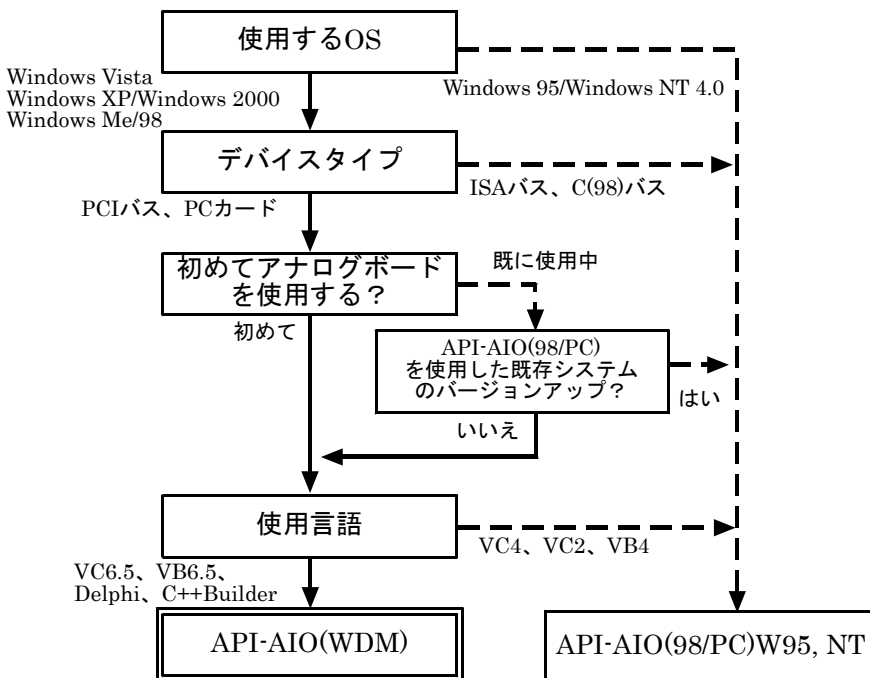 使用するOS
Windows Vista
Windows XP/Windows 2000
Windows Me/98
Windows 95/Windows NT 4.0
デバイスタイプ
ISAバス、C(98)バス
PCIバス、PCカード
初めてアナログボード
を使用する？
既に使用中
初めて
API-AIO(98/PC)
を使用した既存システム
のバージョンアップ？
はい
いいえ
使用言語
VC4、VC2、VB4
VC6.5、VB6.5、
Delphi、C++Builder
API-AIO(WDM)
API-AIO(98/PC)W95, NT